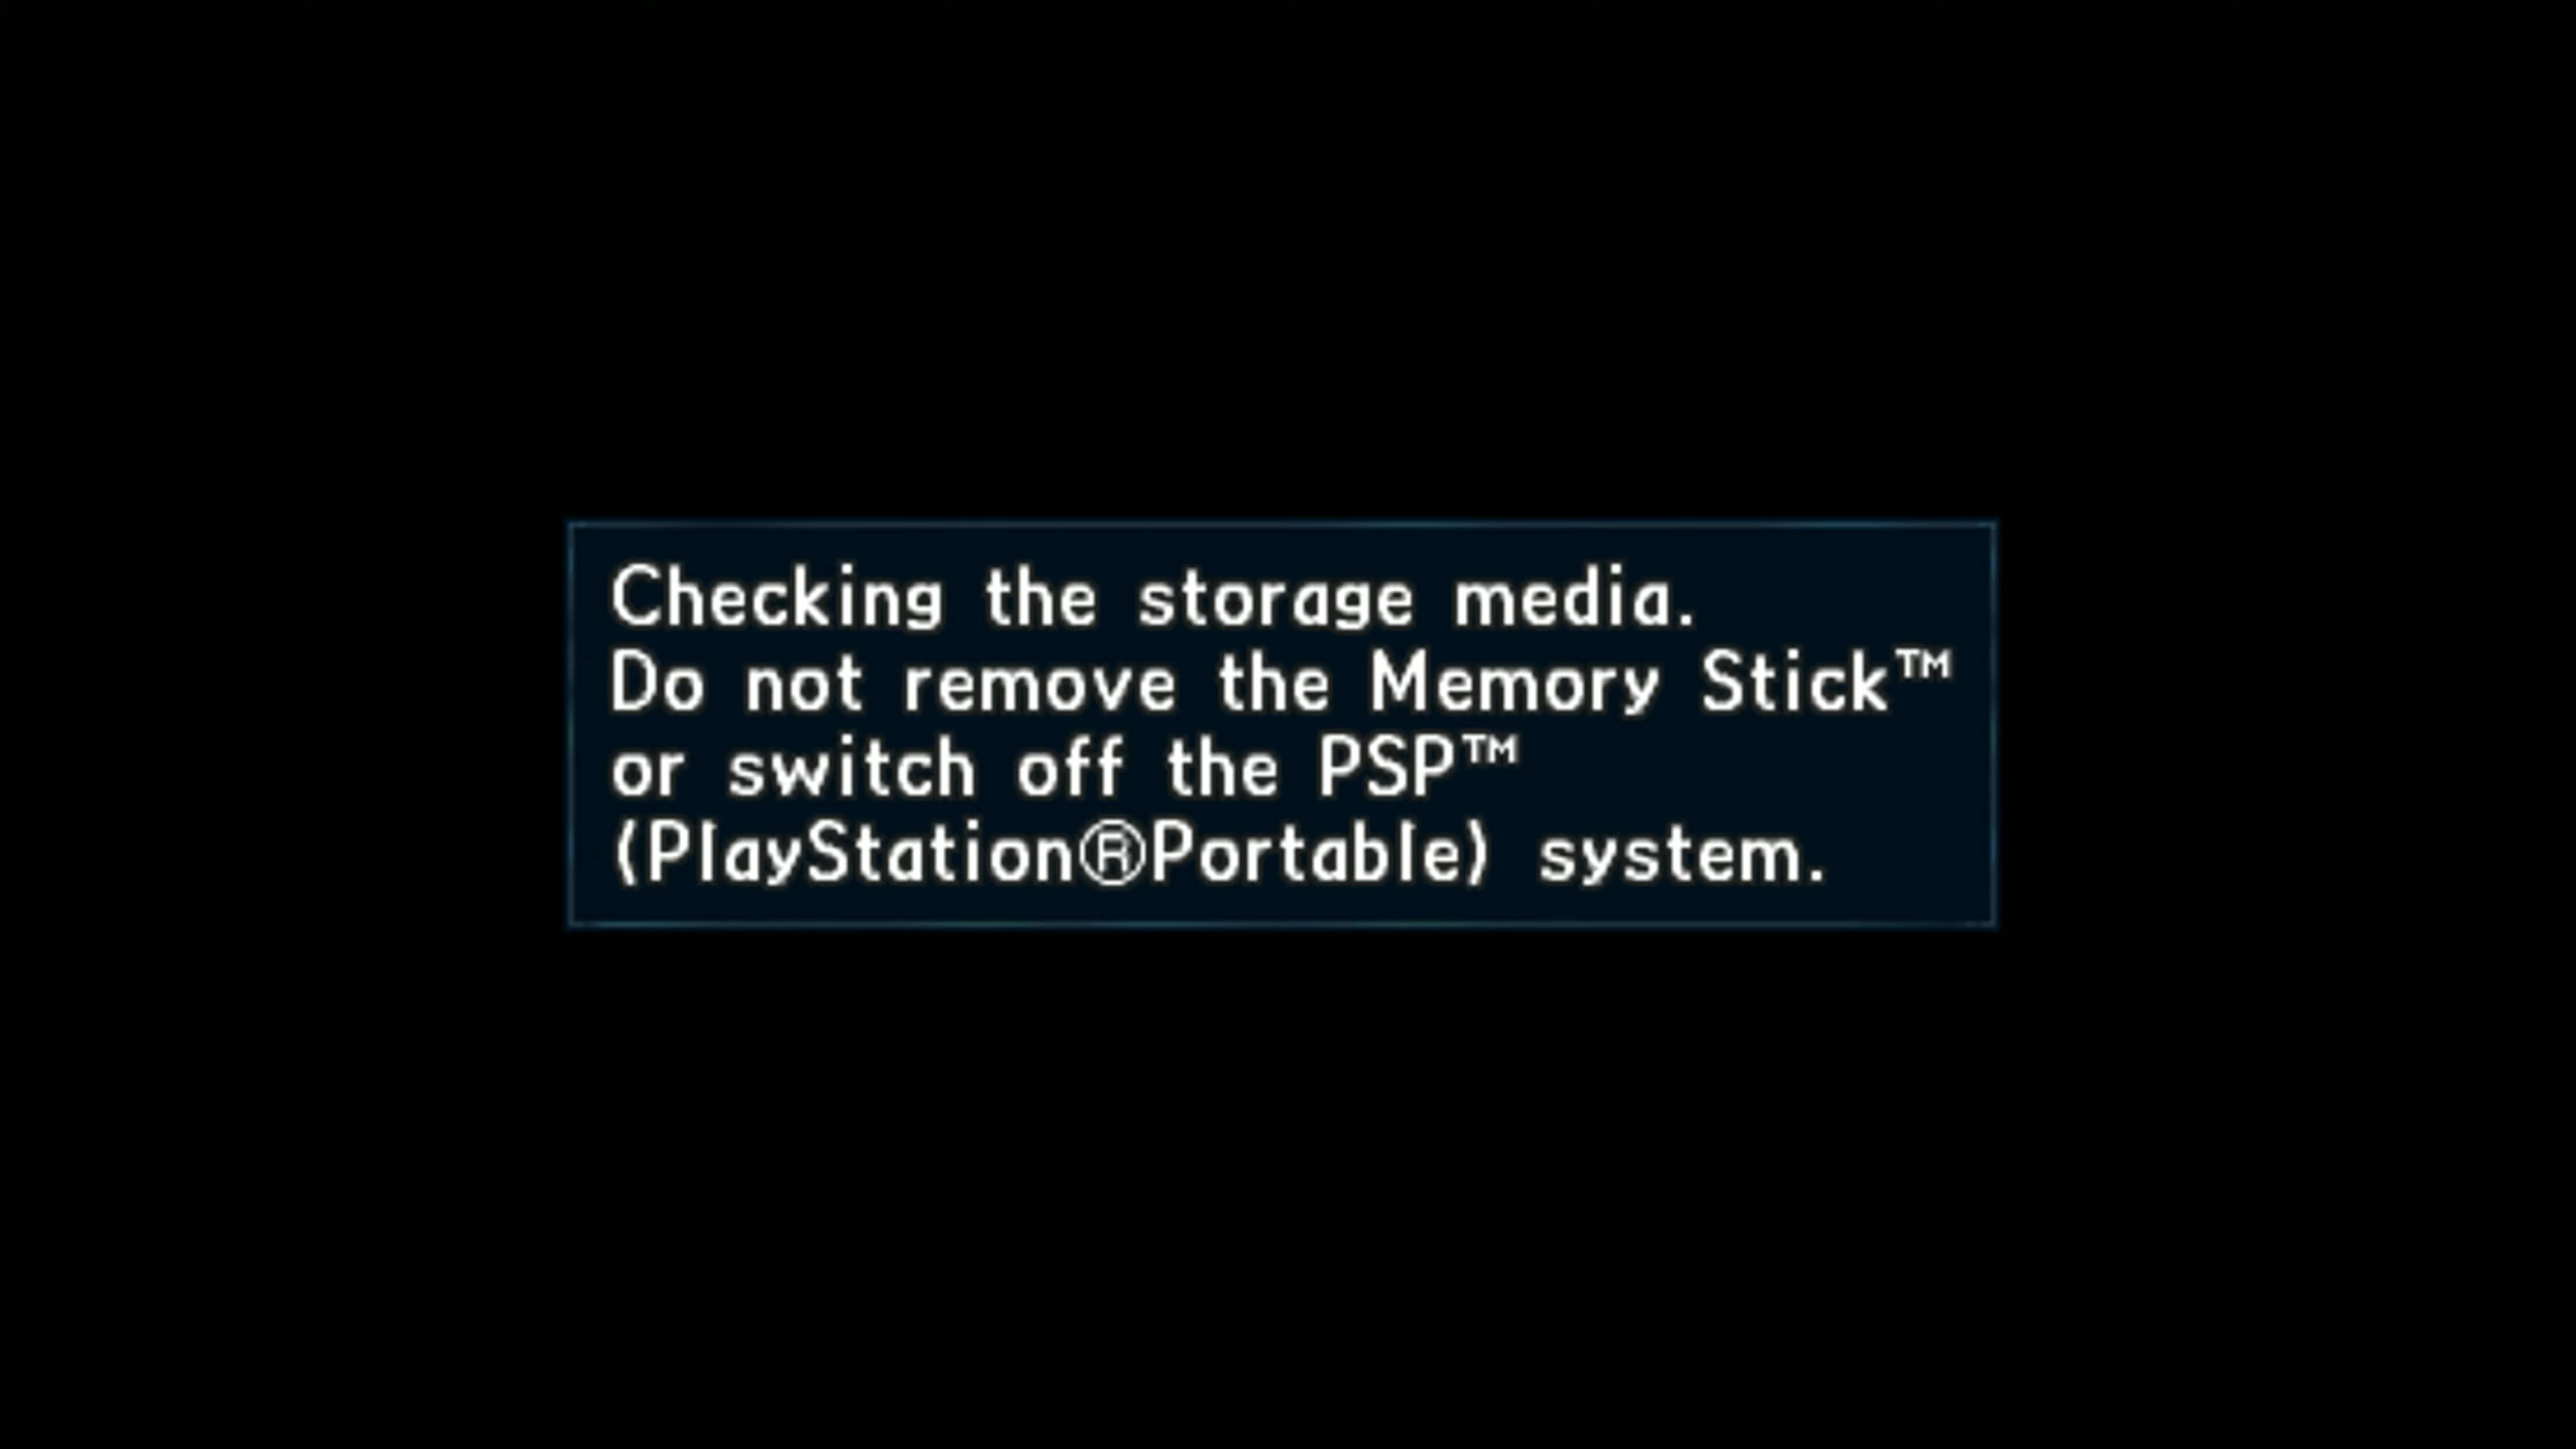 Checking the storage media.
Do not remove the Memory Stick™
or switch off the PSP™
(PlayStation®Portable) system.